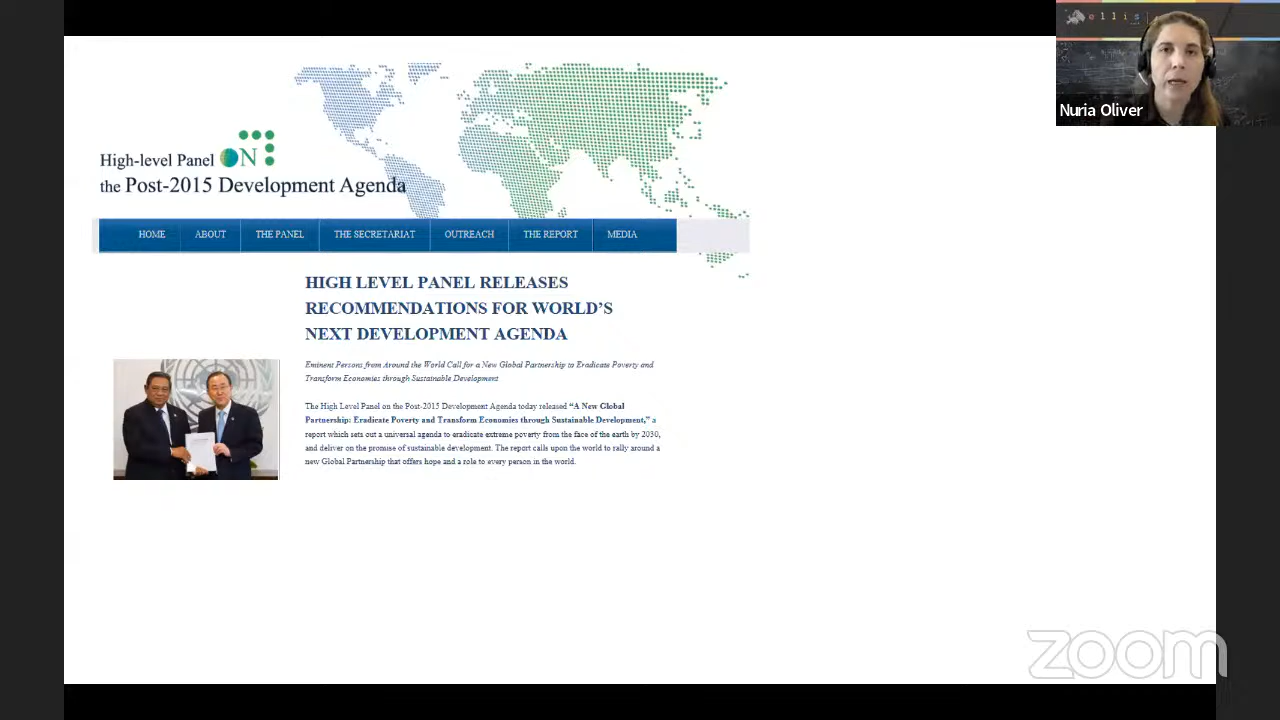 ellis
Nuria Oliver
High-level Panel ON
the Post-2015 Development Agenda
HOME ABOUT THE PANEL THE SECRETARIAT OUTREACH THE REPORT MEDIA
HIGH LEVEL PANEL RELEASES
RECOMMENDATIONS FOR WORLD'S
NEXT DEVELOPMENT AGENDA
Eminent Persons from Around the World Call for a New Global Partnership to Eradicate Poverty and
Transform Economies through Sustainable Development
The High Level Panel on the Post-2015 Development Agenda today released “A New Global
Partnership: Eradicate Poverty and Transform Economies through Sustainable Development,” a
report which sets out a universal agenda to eradicate extreme poverty from the face of the earth by 2030,
and deliver on the promise of sustainable development. The report calls upon the world to rally around a
new Global Partnership that offers hope and a role to every person in the world.
zoom